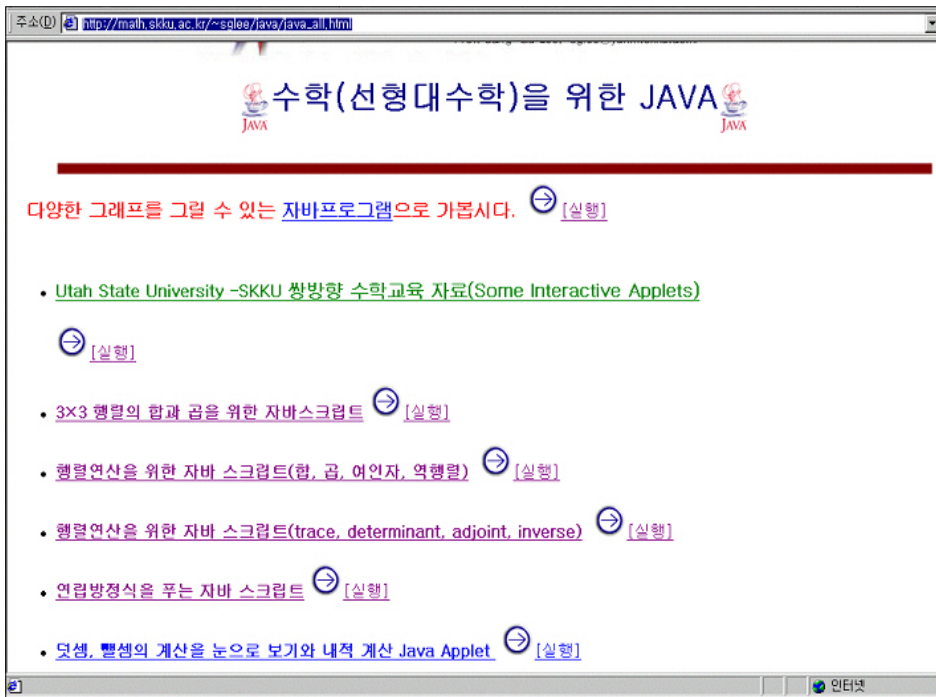 주소(D) http://math.skku.ac.kr/~sglee/java/java_all.html
수학(선형대수학)을 위한 JAVA
JAVA JAVA
다양한 그래프를 그릴 수 있는 자바프로그램으로 가봅시다. [실행]
• Utah State University -SKKU 쌍방향 수학교육 자료(Some Interactive Applets)
[실행]
• 3×3 행렬의 합과 곱을 위한 자바스크립트 [실행]
• 행렬연산을 위한 자바 스크립트(합, 곱, 여인자, 역행렬) [실행]
• 행렬연산을 위한 자바 스크립트(trace, determinant, adjoint, inverse) [실행]
• 연립방정식을 푸는 자바 스크립트 [실행]
• 덧셈, 뺄셈의 계산을 눈으로 보기와 내적 계산 Java Applet [실행]
인터넷